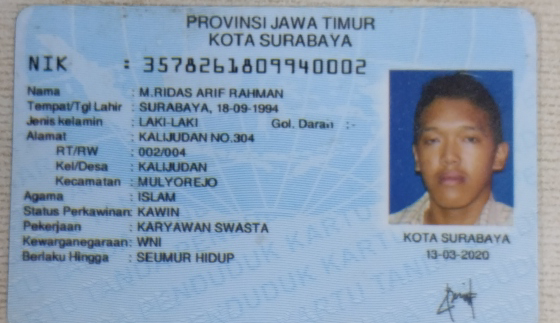 PROVINSI JAWA TIMUR
KOTA SURABAYA
NIK : 3578261809940002
Nama : M.RIDAS ARIF RAHMAN
Tempat/Tgl Lahir : SURABAYA, 18-09-1994
Jenis kelamin : LAKI-LAKI Gol. Darah :-
Alamat : KALIJUDAN NO.304
RT/RW : 002/004
Kel/Desa : KALIJUDAN
Kecamatan : MULYOREJO
Agama : ISLAM
Status Perkawinan: KAWIN
Pekerjaan : KARYAWAN SWASTA
Kewarganegaraan: WNI
Berlaku Hingga : SEUMUR HIDUP
KOTA SURABAYA
13-03-2020